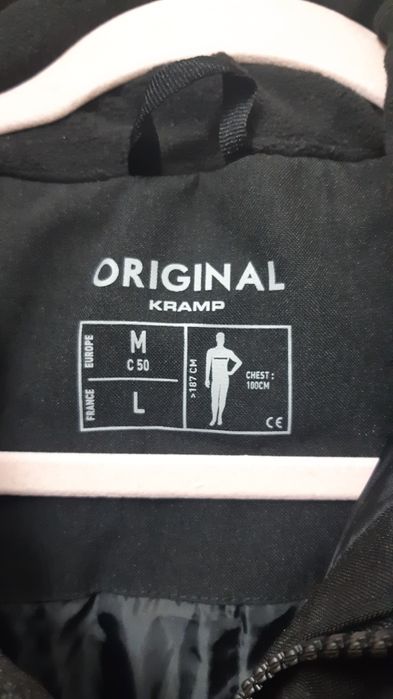 ORIGINAL
KRAMP
EUROPE
M
C 50
FRANCE
L
>187 CM
CHEST :
100CM
CE